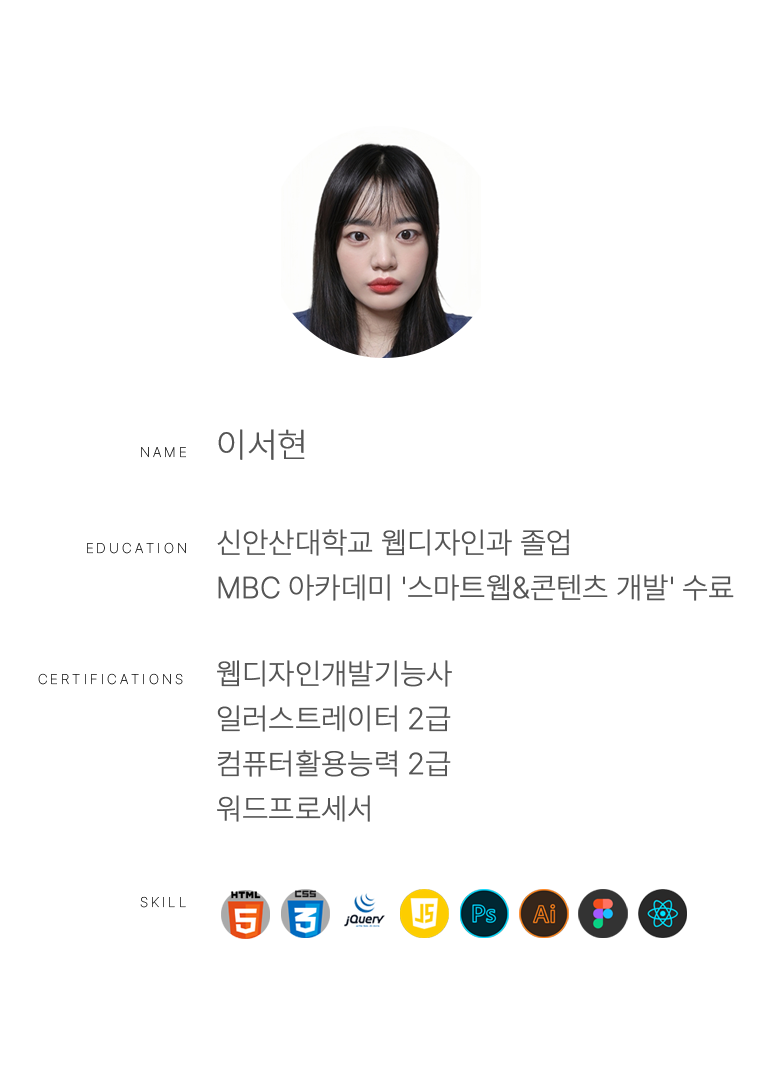 NAME 이서현
EDUCATION 신안산대학교 웹디자인과 졸업
MBC 아카데미 '스마트웹&콘텐츠 개발' 수료
CERTIFICATIONS 웹디자인개발기능사
일러스트레이터 2급
컴퓨터활용능력 2급
워드프로세서
SKILL HTML 5 CSS 3 jQuery JS Ps Ai